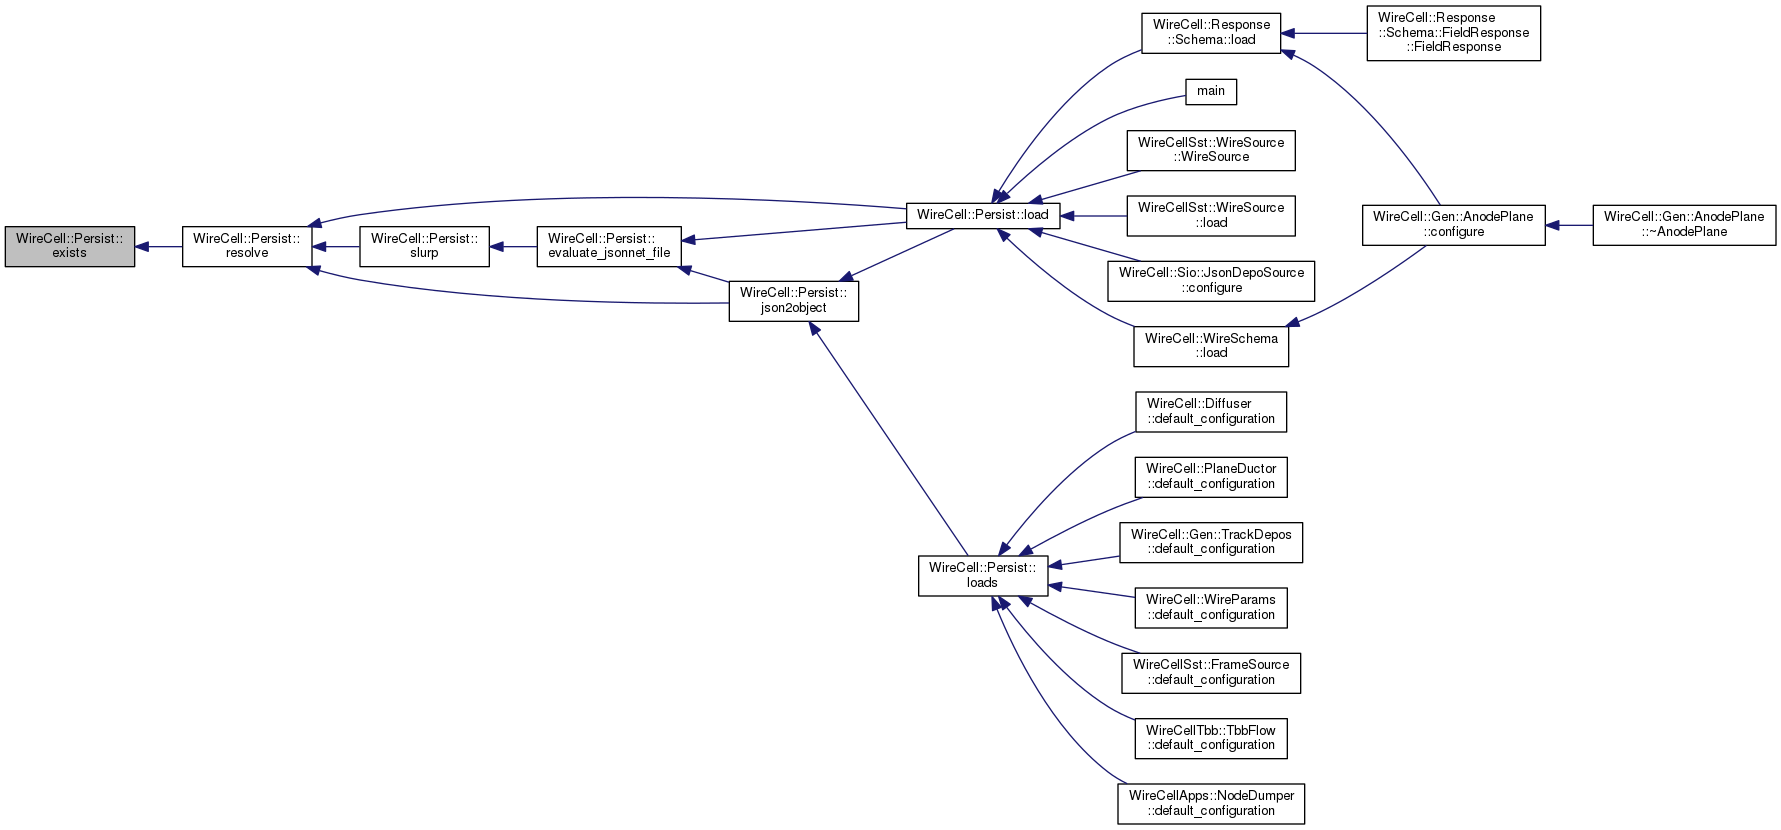 WireCell::Persist::
exists
WireCell::Persist::
resolve
WireCell::Persist::
slurp
WireCell::Persist::
evaluate_jsonnet_file
WireCell::Persist::
json2object
WireCell::Persist::load
WireCell::Persist::
loads
WireCell::Response
::Schema::load
main
WireCellSst::WireSource
::WireSource
WireCellSst::WireSource
::load
WireCell::Sio::JsonDepoSource
::configure
WireCell::WireSchema
::load
WireCell::Diffuser
::default_configuration
WireCell::PlaneDuctor
::default_configuration
WireCell::Gen::TrackDepos
::default_configuration
WireCell::WireParams
::default_configuration
WireCellSst::FrameSource
::default_configuration
WireCellTbb::TbbFlow
::default_configuration
WireCellApps::NodeDumper
::default_configuration
WireCell::Response
::Schema::FieldResponse
::FieldResponse
WireCell::Gen::AnodePlane
::configure
WireCell::Gen::AnodePlane
::~AnodePlane